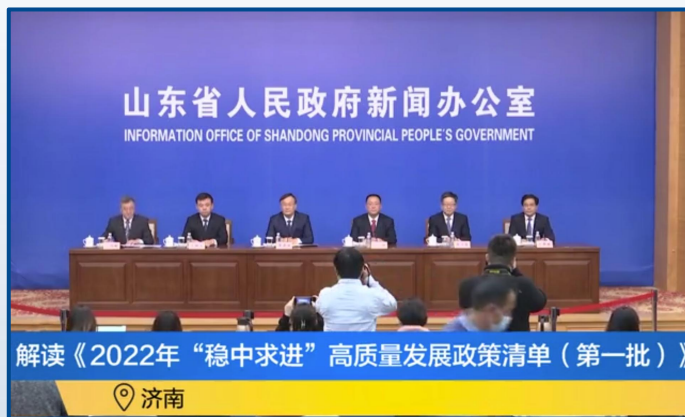 山东省人民政府新闻办公室
INFORMATION OFFICE OF SHANDONG PROVINCIAL PEOPLE'S GOVERNMENT
解读《2022年“稳中求进”高质量发展政策清单（第一批）》
济南